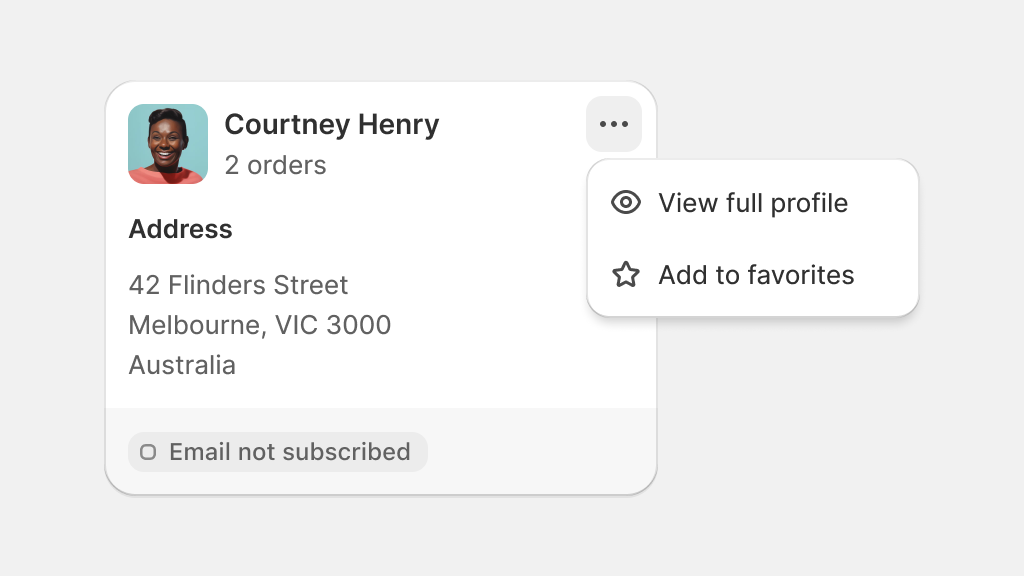 Courtney Henry
2 orders
View full profile
Add to favorites
Address
42 Flinders Street
Melbourne, VIC 3000
Australia
Email not subscribed